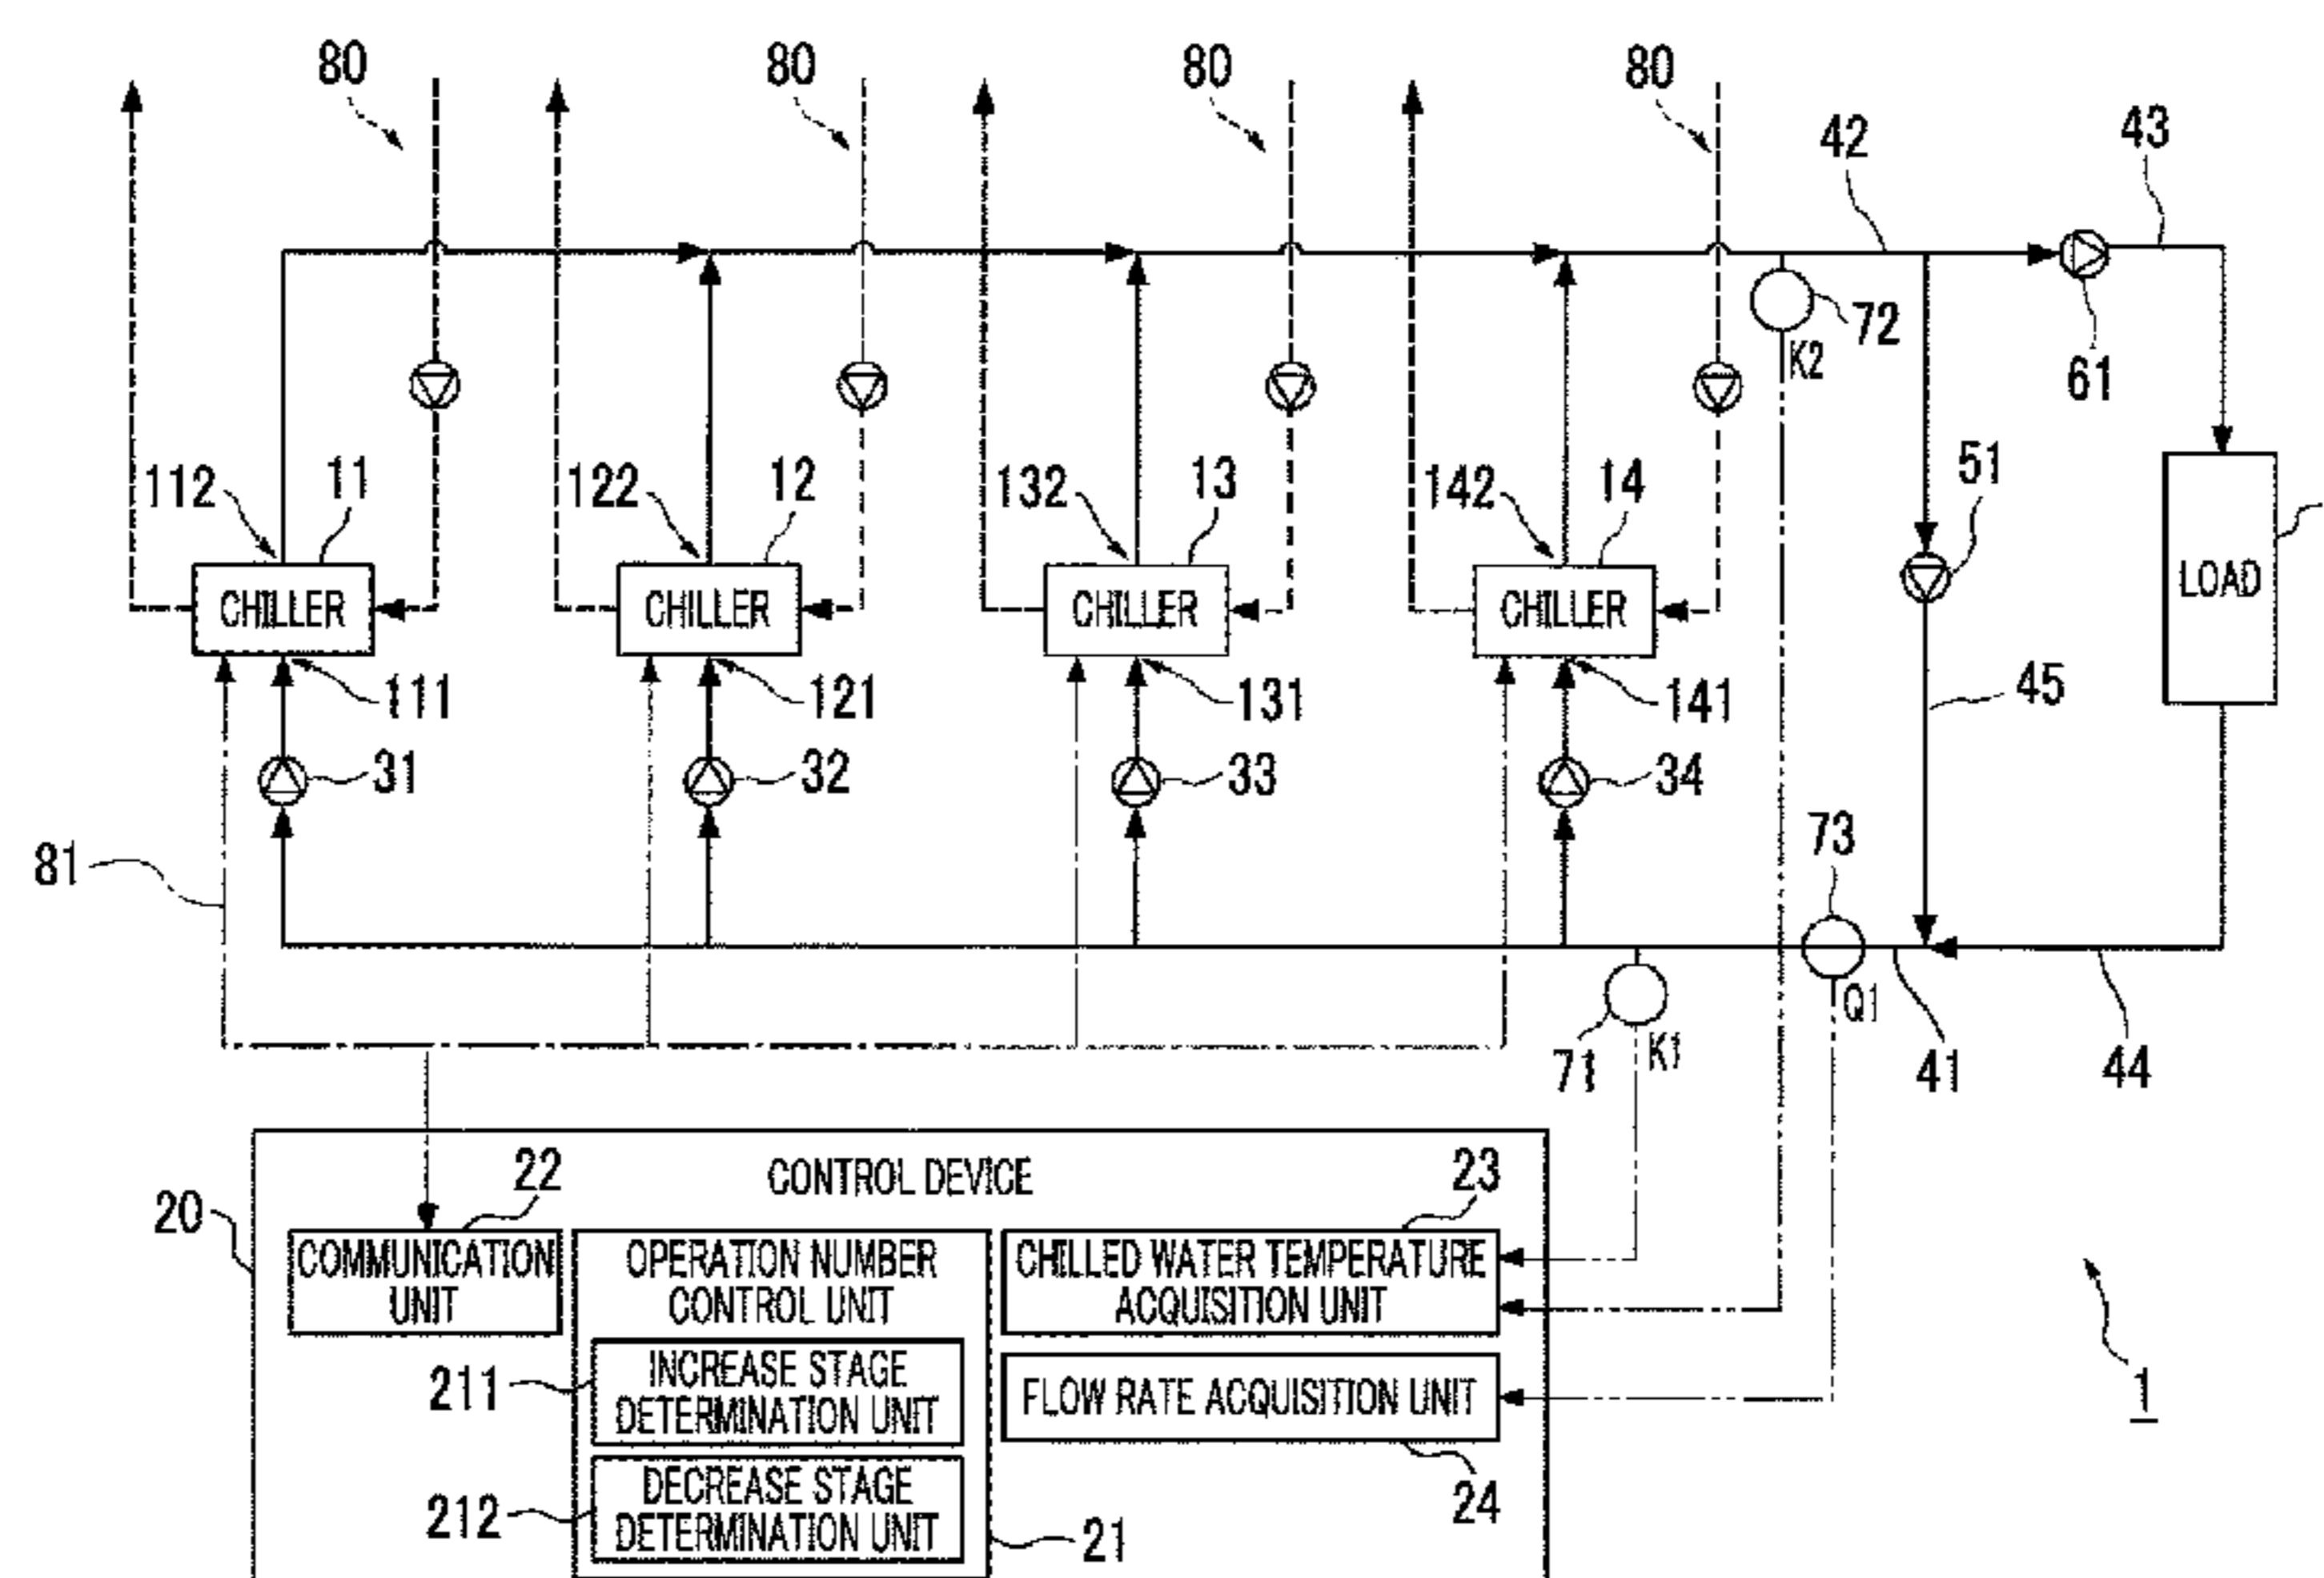 80 80 80 80
42 43
72
K2 61
112 11 122 12 132 13 142 14 51
CHILLER CHILLER CHILLER CHILLER LOAD
111 121 131 141 45
31 32 33 34
81 73
Q1
71 K1 41 44
CONTROL DEVICE
20 22 23
COMMUNICATION
UNIT
OPERATION NUMBER
CONTROL UNIT
CHILLED WATER TEMPERATURE
ACQUISITION UNIT
211
INCREASE STAGE
DETERMINATION UNIT
FLOW RATE ACQUISITION UNIT
1
24
212
DECREASE STAGE
DETERMINATION UNIT
21